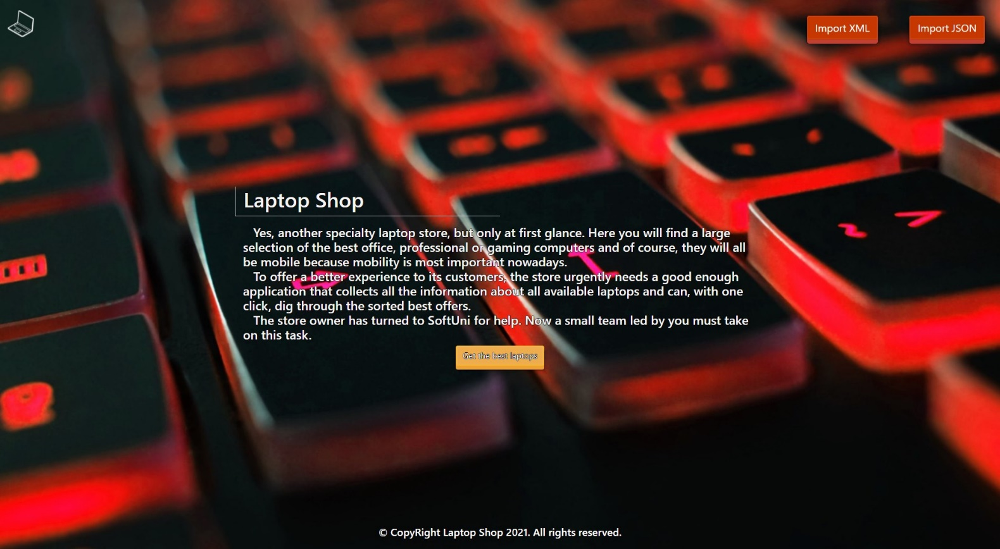 Import XML
Import JSON
Laptop Shop
Yes, another specialty laptop store, but only at first glance. Here you will find a large
selection of the best office, professional or gaming computers and of course, they will all
be mobile because mobility is most important nowadays.
To offer a better experience to its customers, the store urgently needs a good enough
application that collects all the information about all available laptops and can, with one
click, dig through the sorted best offers.
The store owner has turned to SoftUni for help. Now a small team led by you must take
on this task.
Get the best laptops
© CopyRight Laptop Shop 2021. All rights reserved.